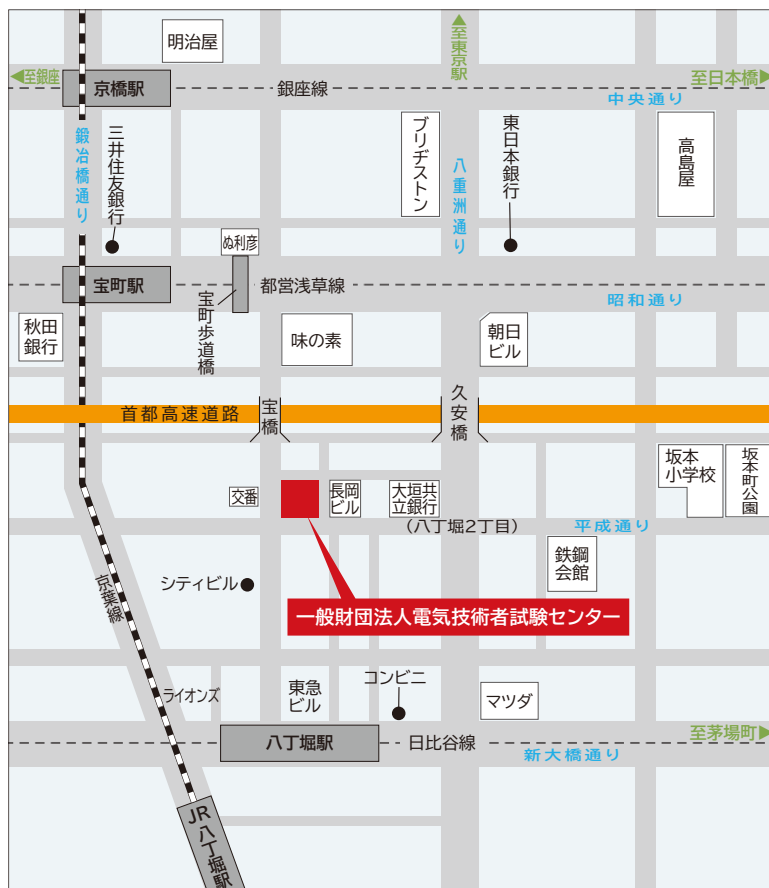 明治屋
▲至東京駅
◀至銀座
京橋駅
銀座線
至日本橋▶
中央通り
鍛冶橋通り
三井住友銀行
ブリヂストン
八重洲通り
東日本銀行
高島屋
ぬ利彦
宝町駅
都営浅草線
昭和通り
宝町歩道橋
秋田
銀行
味の素
朝日
ビル
首都高速道路
宝橋
久安橋
坂本
小学校
坂本町公園
交番
長岡
ビル
大垣共
立銀行
(八丁堀2丁目)
平成通り
鉄鋼
会館
シティビル
京葉線
一般財団法人電気技術者試験センター
ライオンズ
東急
ビル
コンビニ
マツダ
八丁堀駅
日比谷線
至茅場町▶
新大橋通り
JR八丁堀駅